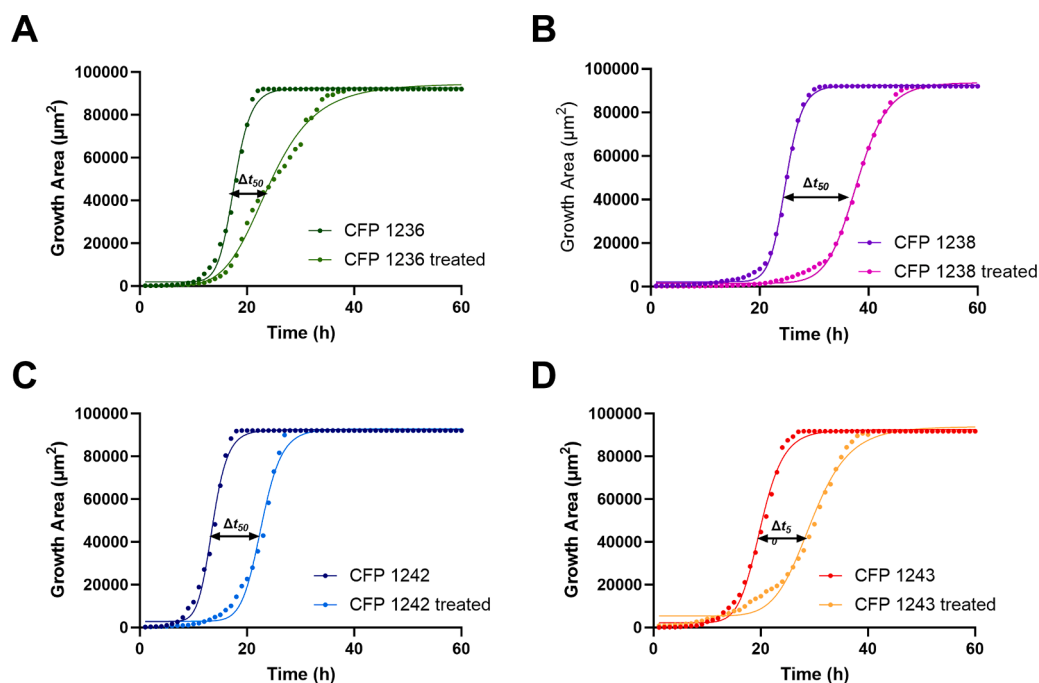 A
100000
80000
60000
40000
20000
0
Growth Area (µm²)
Δt50
CFP 1236
CFP 1236 treated
0 20 40 60
Time (h)
B
100000
80000
60000
40000
20000
0
Growth Area (µm²)
Δt50
CFP 1238
CFP 1238 treated
0 20 40 60
Time (h)
C
100000
80000
60000
40000
20000
0
Growth Area (µm²)
Δt50
CFP 1242
CFP 1242 treated
0 20 40 60
Time (h)
D
100000
80000
60000
40000
20000
0
Growth Area (µm²)
Δt5
0
CFP 1243
CFP 1243 treated
0 20 40 60
Time (h)